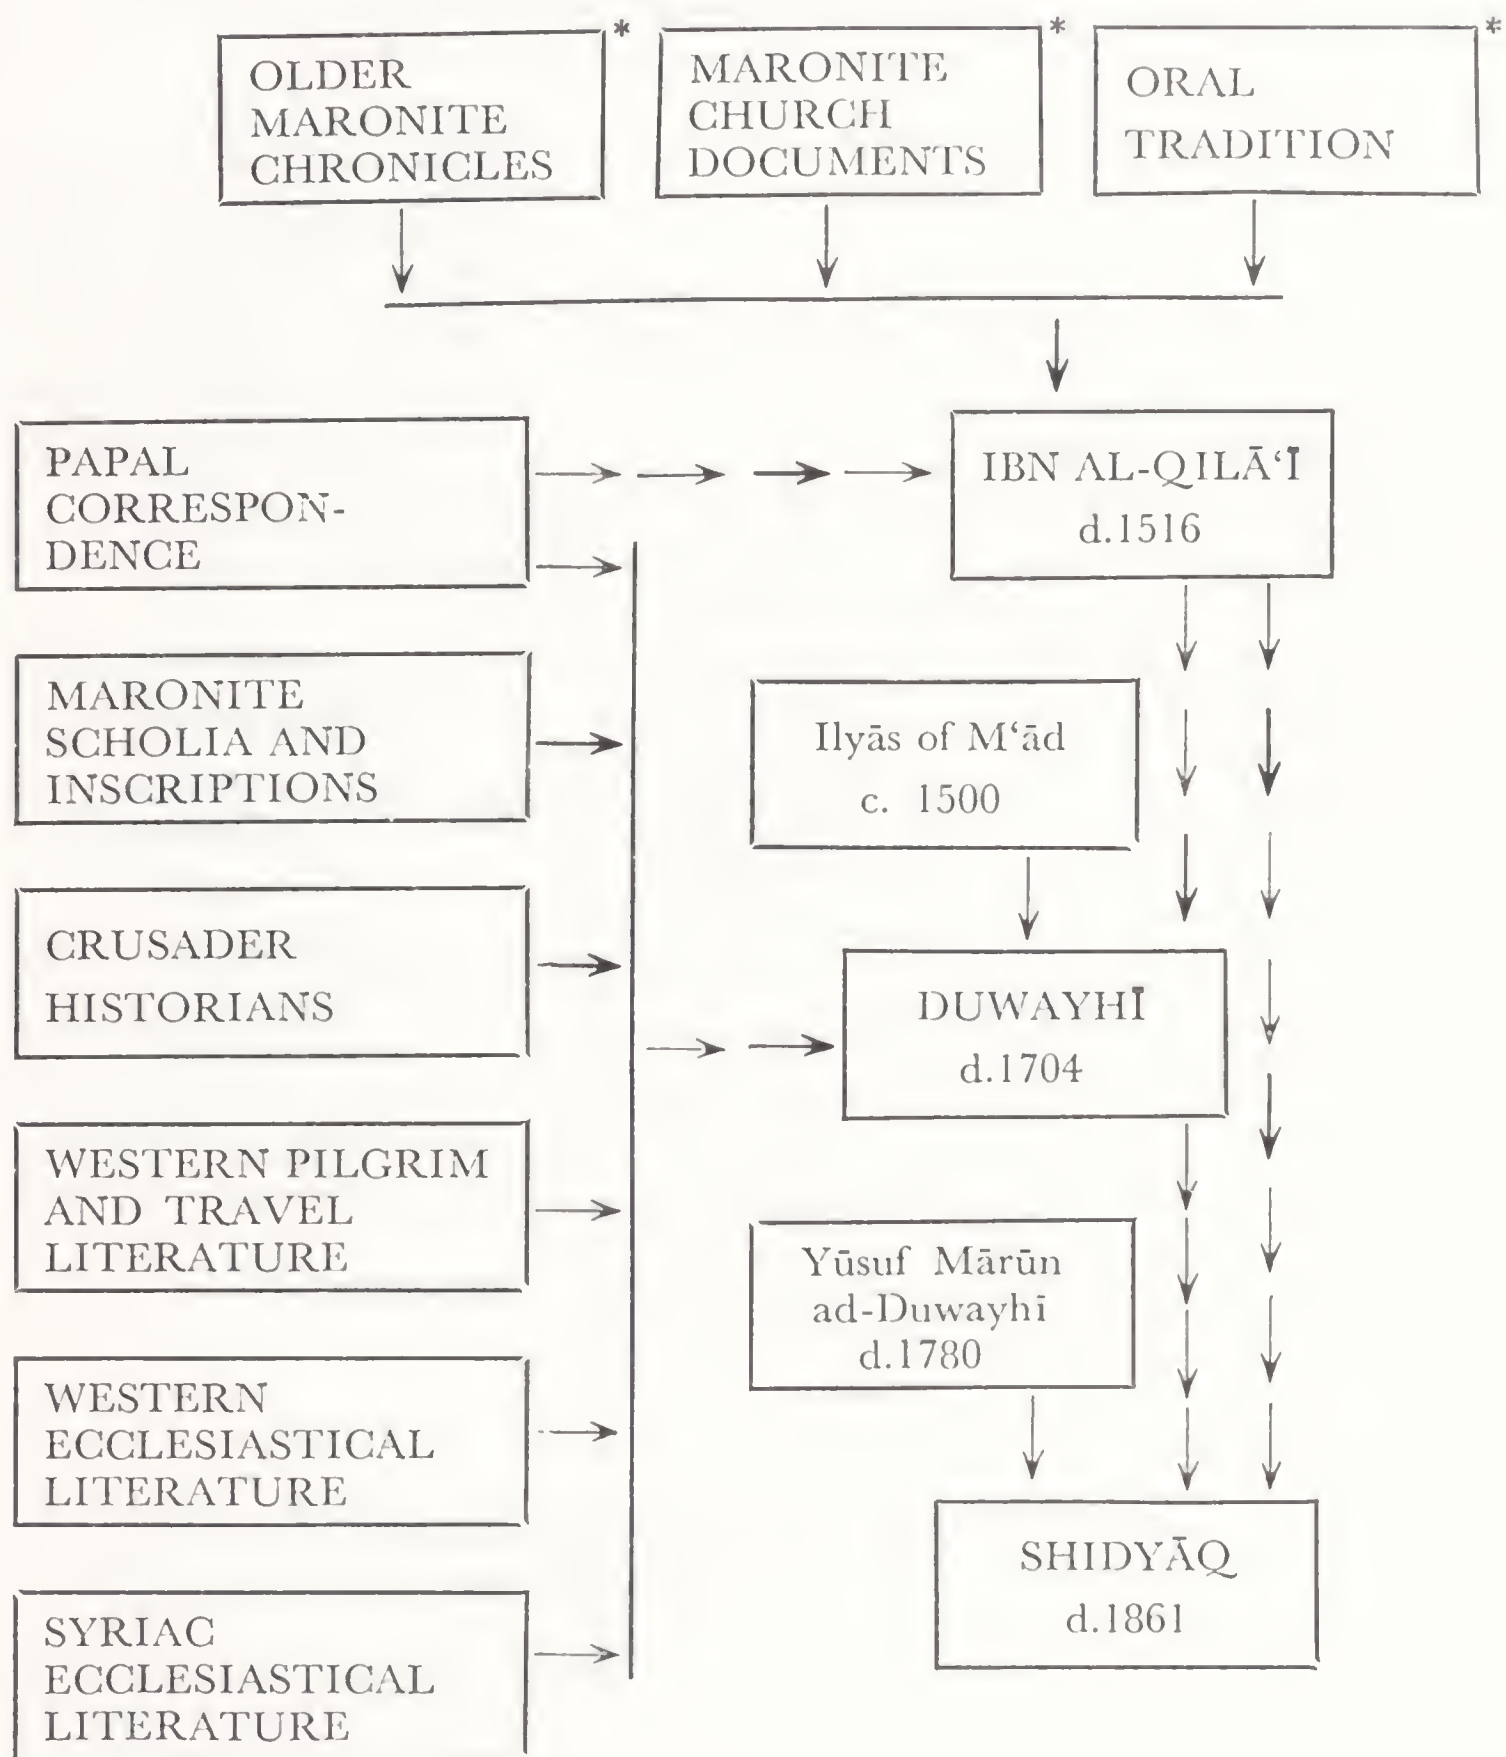 OLDER
MARONITE
CHRONICLES
*
MARONITE
CHURCH
DOCUMENTS
*
ORAL
TRADITION
*
PAPAL
CORRESPON-
DENCE
IBN AL-QILĀ‘Ī
d.1516
MARONITE
SCHOLIA AND
INSCRIPTIONS
Ilyās of M‘ād
c. 1500
CRUSADER
HISTORIANS
DUWAYHĪ
d.1704
WESTERN PILGRIM
AND TRAVEL
LITERATURE
Yūsuf Mārūn
ad-Duwayhī
d.1780
WESTERN
ECCLESIASTICAL
LITERATURE
SHIDYĀQ
d.1861
SYRIAC
ECCLESIASTICAL
LITERATURE